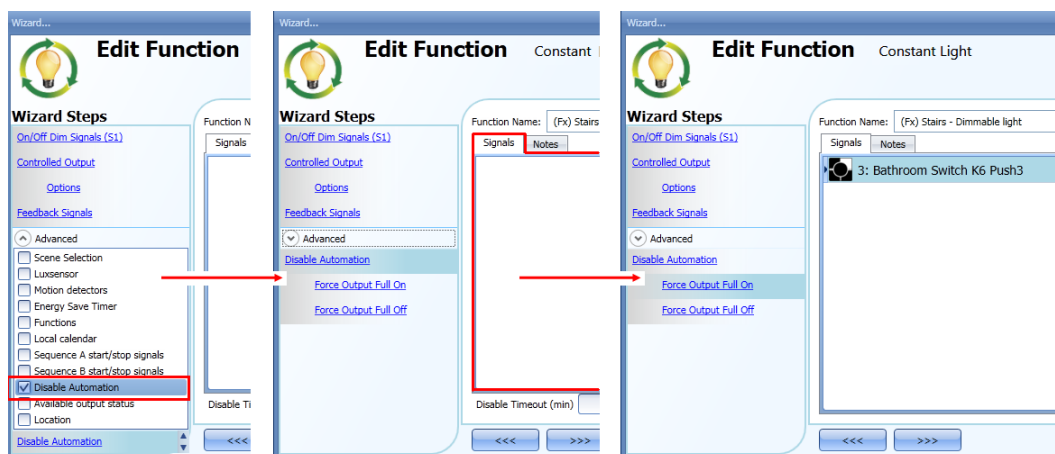 Wizard...
Edit Function
Wizard Steps
On/Off Dim Signals (S1)
Controlled Output
Options
Feedback Signals
Advanced
Scene Selection
Luxsensor
Motion detectors
Energy Save Timer
Functions
Local calendar
Sequence A start/stop signals
Sequence B start/stop signals
Disable Automation
Available output status
Location
Disable Automation
Function N
Signals
Disable Ti
<<<
Wizard...
Edit Function Constant
Wizard Steps
On/Off Dim Signals (S1)
Controlled Output
Options
Feedback Signals
Advanced
Disable Automation
Force Output Full On
Force Output Full Off
Function Name: (Fx) Stairs
Signals Notes
Disable Timeout (min)
<<< >>>
Wizard...
Edit Function Constant Light
Wizard Steps
On/Off Dim Signals (S1)
Controlled Output
Options
Feedback Signals
Advanced
Disable Automation
Force Output Full On
Force Output Full Off
Function Name: (Fx) Stairs - Dimmable light
Signals Notes
3: Bathroom Switch K6 Push3
<<< >>>